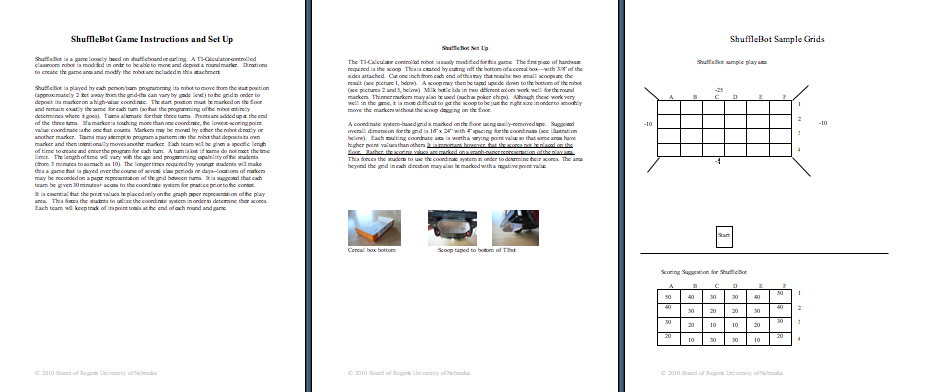 ShuffleBot Game Instructions and Set Up
ShuffleBot is a game loosely based on shuffleboard or curling. A TI-Calculator controlled
classroom robot is modified in order to be able to move and deposit a round marker. Directions
to create the game area and modify the robot are included in this attachment.
ShuffleBot is played by each person/team programming its robot to move from the start position
(approximately 2 feet away from the grid-this can vary by grade level) to the grid in order to
deposit its marker on a high-value coordinate. The start position must be marked on the floor
and remain exactly the same for each turn (so that the programming of the robot entirely
determines where it goes). Teams alternate for their three turns. Points are added up at the end
of the three turns. If a marker is touching more than one coordinate, the lowest-scoring point
value coordinate is the one that counts. Markers may be moved by either the robot directly or
another marker. Teams may attempt to program a pattern into the robot that deposits its own
marker and then intentionally moves another marker. Each team will be given a specific length
of time to create and enter the program for each turn. A turn is lost if teams do not meet the time
limit. The length of time will vary with the age and programming capability of the students
(from 3 minutes to as much as 10). The longer times required by younger students will make
this a game that is played over the course of several class periods or days--locations of markers
may be recorded on a paper representation of the grid between turns. It is suggested that each
team be given 30 minutes' access to the coordinate system for practice prior to the contest.
It is essential that the point values be placed only on the graph paper representation of the play
area. This forces the students to utilize the coordinate system in order to determine their scores.
Each team will keep track of its point totals at the end of each round and game.
© 2010 Board of Regents University of Nebraska
ShuffleBot Set Up
The TI-Calculator controlled robot is easily modified for this game. The first piece of hardware
required is the scoop. This is created by cutting off the bottom of a cereal box—with 3/8" of the
sides attached. Cut one inch from each end of this tray that results two small scoops are the
result (see picture 1, below). A scoop may then be taped upside down to the bottom of the robot
(see pictures 2 and 3, below). Milk bottle lids in two different colors work well for the round
markers. Thinner markers may also be used (such as poker chips). Although these work very
well in the game, it is more difficult to get the scoop to be just the right size in order to smoothly
move the markers without the scoop dragging on the floor.
A coordinate system-based grid is marked on the floor using easily-removed tape. Suggested
overall dimension for the grid is 16" x 24" with 4" spacing for the coordinates (see illustration
below). Each resulting coordinate area is worth a varying point value so that some areas have
higher point values than others. It is important, however, that the scores not be placed on the
floor. Rather, the scoring values are marked on a graph-paper representation of the play area.
This forces the students to use the coordinate system in order to determine their scores. The area
beyond the grid in each direction may also be marked with a negative point value.
Cereal box bottom Scoop taped to bottom of TIbot
© 2010 Board of Regents University of Nebraska
ShuffleBot Sample Grids
ShuffleBot sample play area
-25
A B C D E F
1
2
3
4
-10 -10
-5
Start
Scoring Suggestion for ShuffleBot
A B C D E F
50 40 30 30 40 50 1
40 30 20 20 30 40 2
30 20 10 10 20 30 3
20 10 30 30 10 20 4
© 2010 Board of Regents University of Nebraska